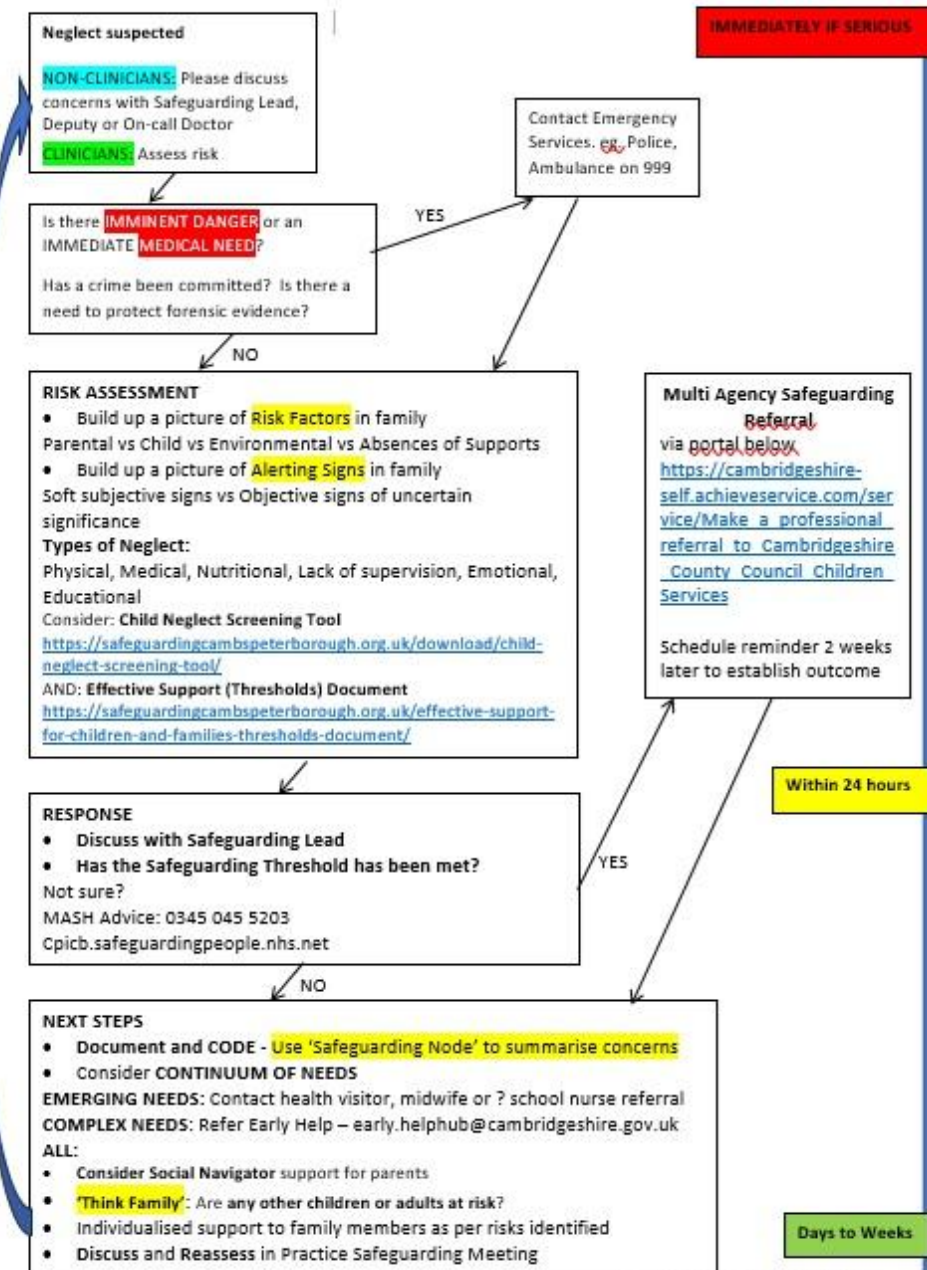 Neglect suspected
NON-CLINICIANS: Please discuss
concerns with Safeguarding Lead,
Deputy or On-call Doctor
CLINICIANS: Assess risk
IMMEDIATELY IF SERIOUS
Contact Emergency
Services. eg. Police,
Ambulance on 999
Is there IMMINENT DANGER or an
IMMEDIATE MEDICAL NEED?
Has a crime been committed? Is there a
need to protect forensic evidence?
YES
NO
RISK ASSESSMENT
• Build up a picture of Risk Factors in family
Parental vs Child vs Environmental vs Absences of Supports
• Build up a picture of Alerting Signs in family
Soft subjective signs vs Objective signs of uncertain
significance
Types of Neglect:
Physical, Medical, Nutritional, Lack of supervision, Emotional,
Educational
Consider: Child Neglect Screening Tool
https://safeguardingcambspeterborough.org.uk/download/child-
neglect-screening-tool/
AND: Effective Support (Thresholds) Document
https://safeguardingcambspeterborough.org.uk/effective-support-
for-children-and-families-thresholds-document/
Multi Agency Safeguarding
Referral
via portal below
https://cambridgeshire-
self.achieveservice.com/ser
vice/Make_a_professional_
referral_to_Cambridgeshire
_County_Council_Children_
Services
Schedule reminder 2 weeks
later to establish outcome
Within 24 hours
RESPONSE
• Discuss with Safeguarding Lead
• Has the Safeguarding Threshold has been met?
Not sure?
MASH Advice: 0345 045 5203
Cpicb.safeguardingpeople.nhs.net
YES
NO
NEXT STEPS
• Document and CODE - Use ‘Safeguarding Node’ to summarise concerns
• Consider CONTINUUM OF NEEDS
EMERGING NEEDS: Contact health visitor, midwife or ? school nurse referral
COMPLEX NEEDS: Refer Early Help – early.helphub@cambridgeshire.gov.uk
ALL:
• Consider Social Navigator support for parents
• ‘Think Family’: Are any other children or adults at risk?
• Individualised support to family members as per risks identified
• Discuss and Reassess in Practice Safeguarding Meeting
Days to Weeks